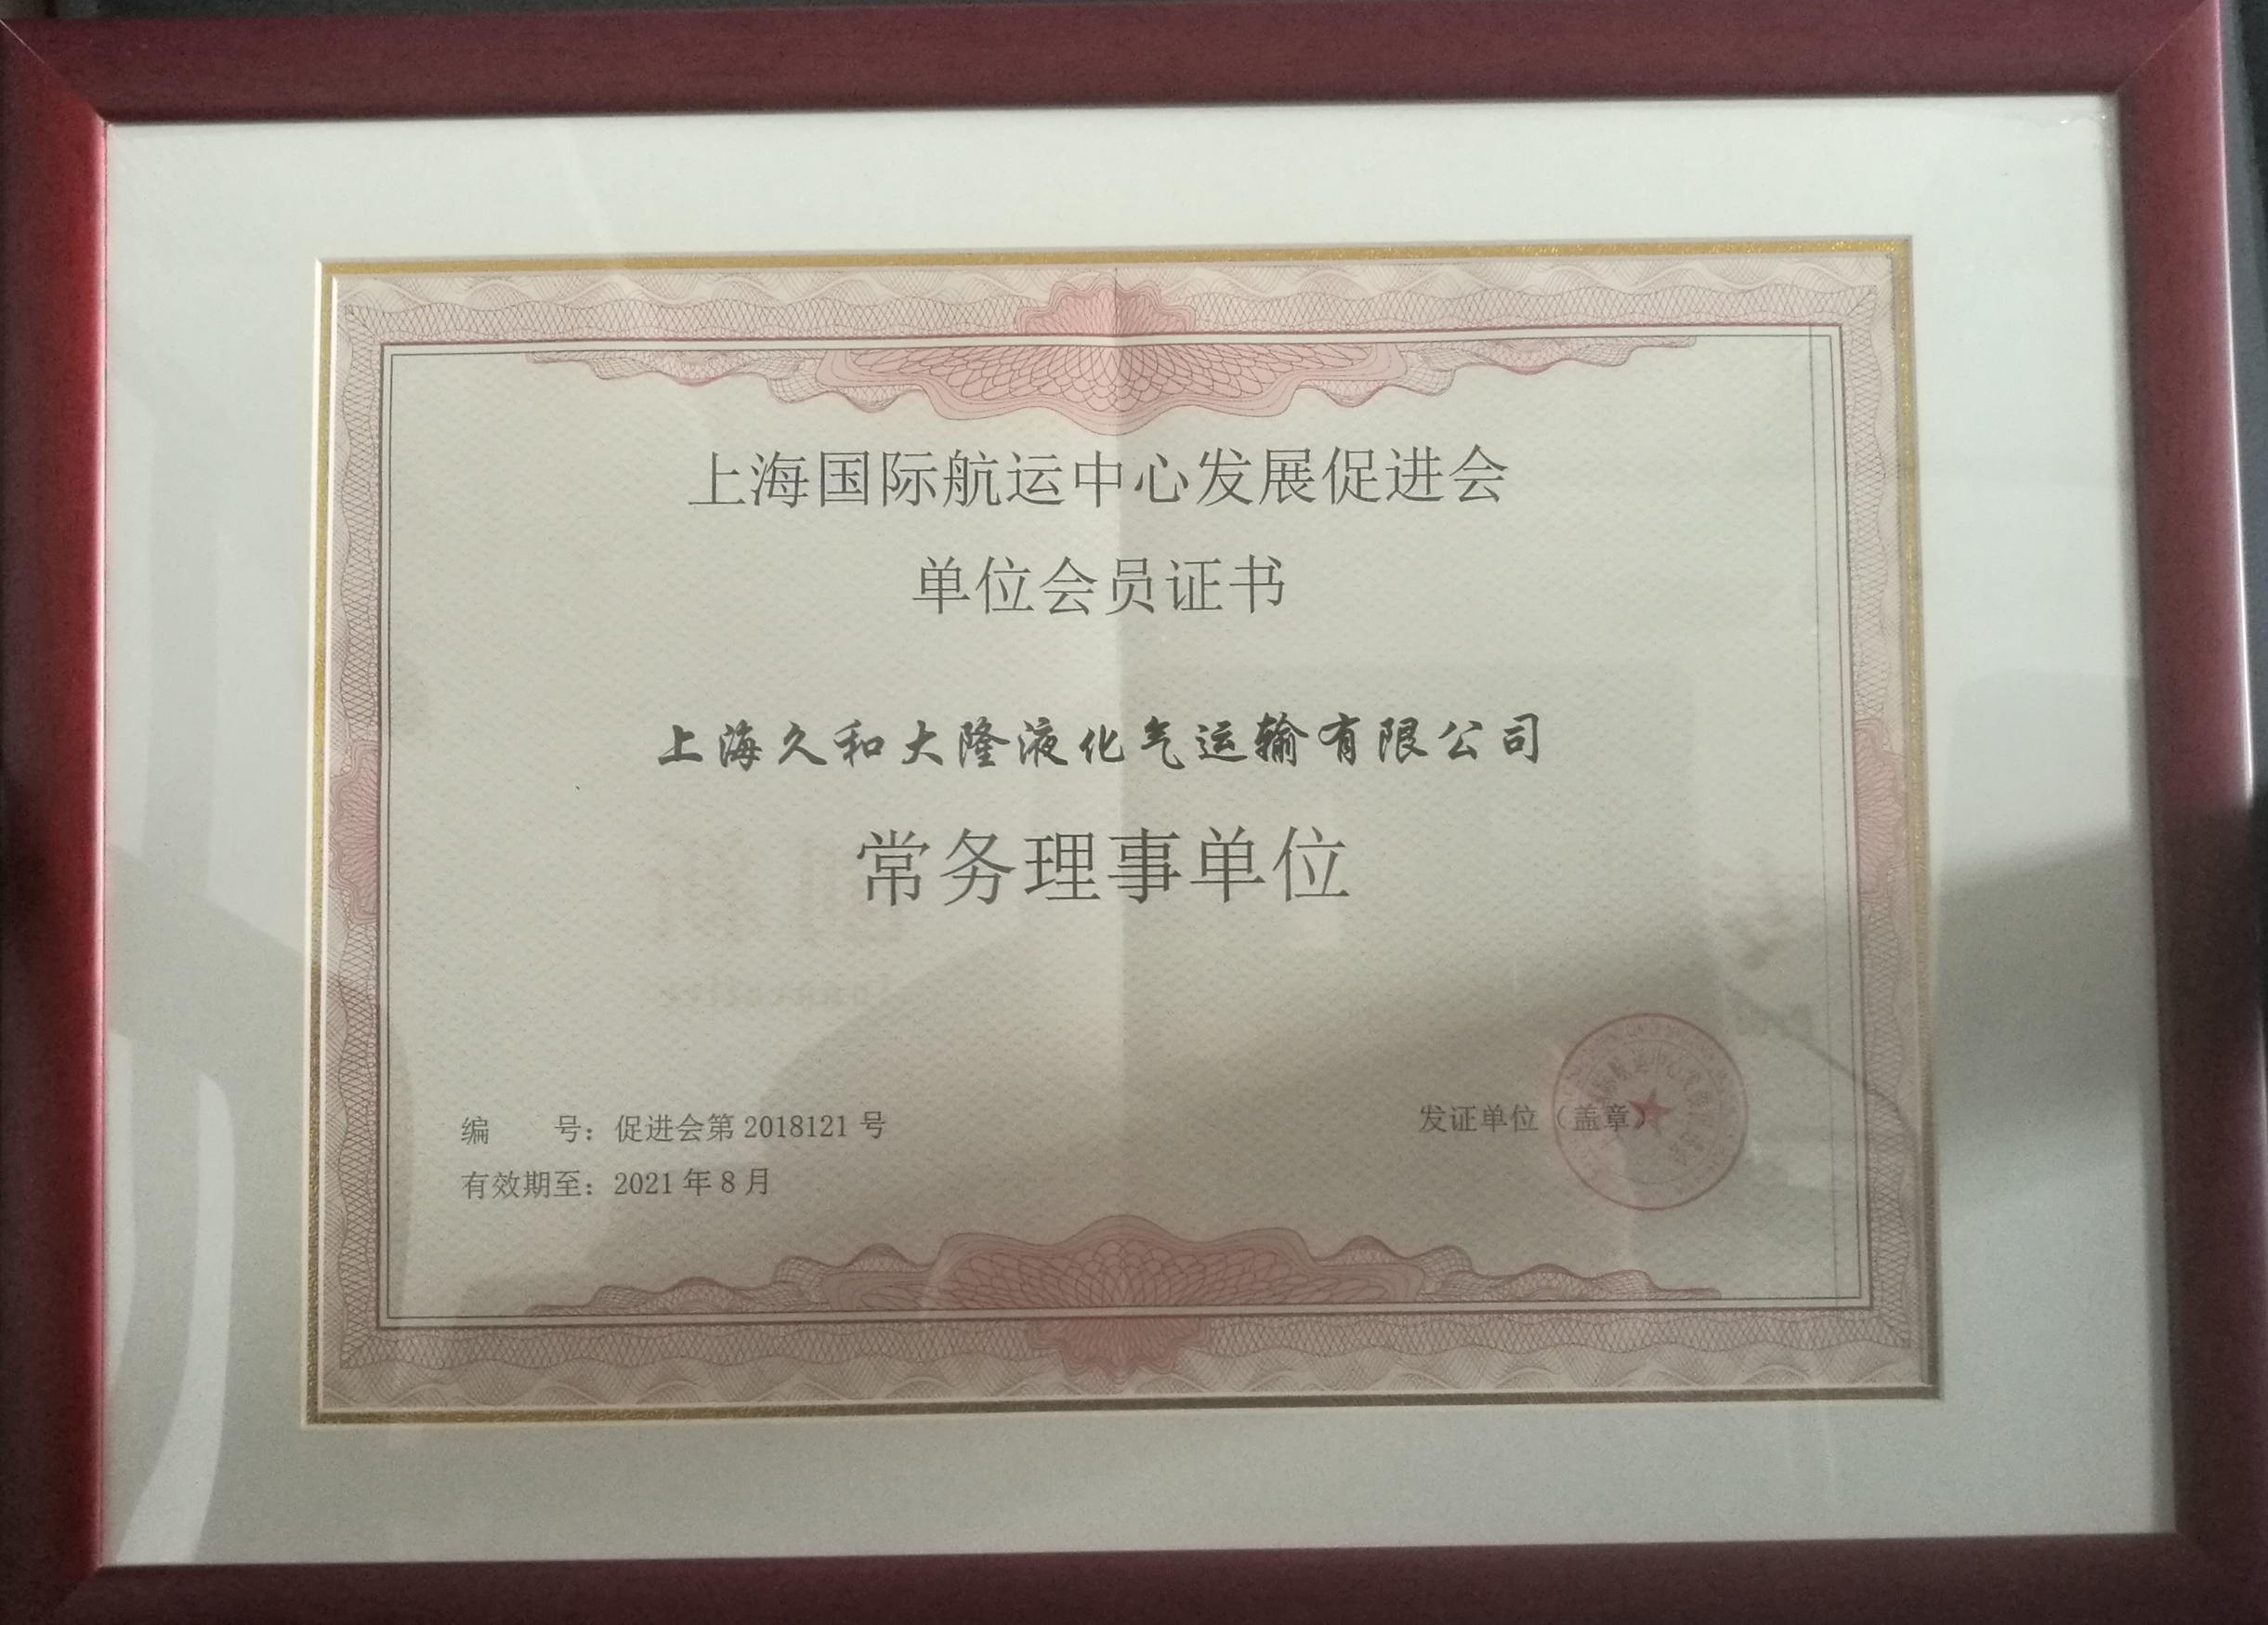 上海国际航运中心发展促进会
单位会员证书
上海久和大隆液化气运输有限公司
常务理事单位
编 号：促进会第 2018121 号
有效期至：2021 年 8 月
发证单位（盖章）